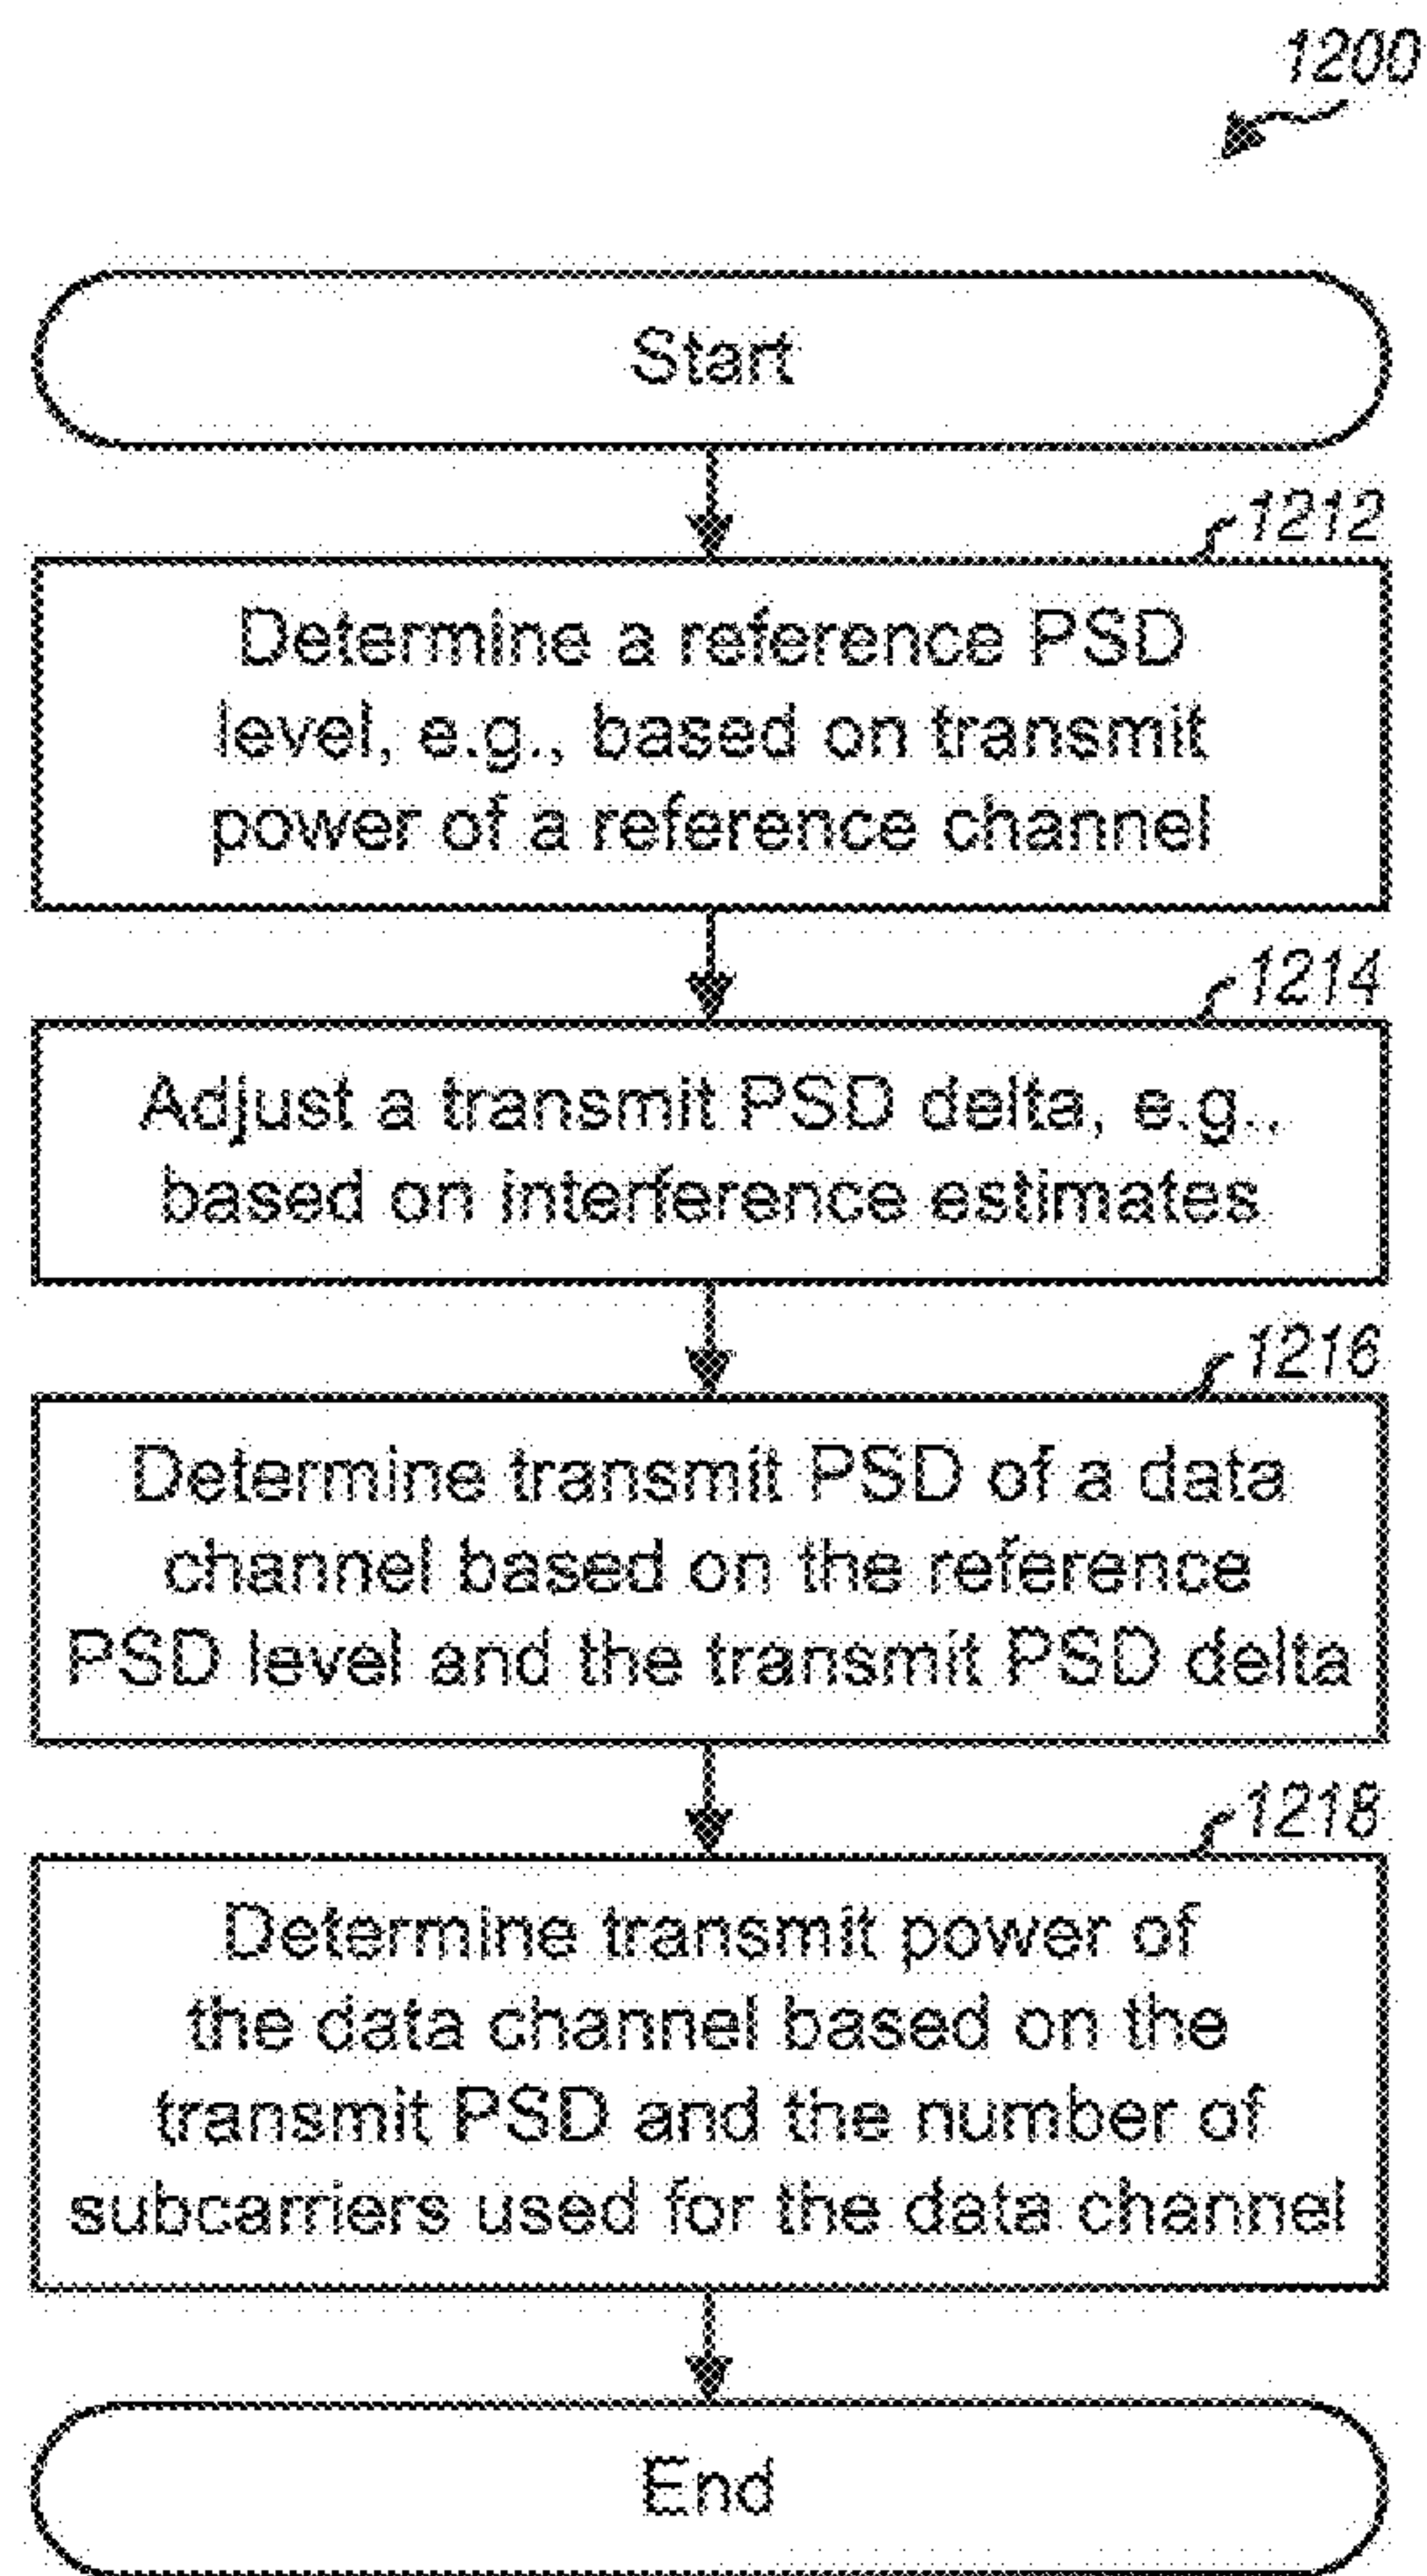 1200
Start
1212
Determine a reference PSD
level, e.g., based on transmit
power of a reference channel
1214
Adjust a transmit PSD delta, e.g.,
based on interference estimates
1216
Determine transmit PSD of a data
channel based on the reference
PSD level and the transmit PSD delta
1218
Determine transmit power of
the data channel based on the
transmit PSD and the number of
subcarriers used for the data channel
End